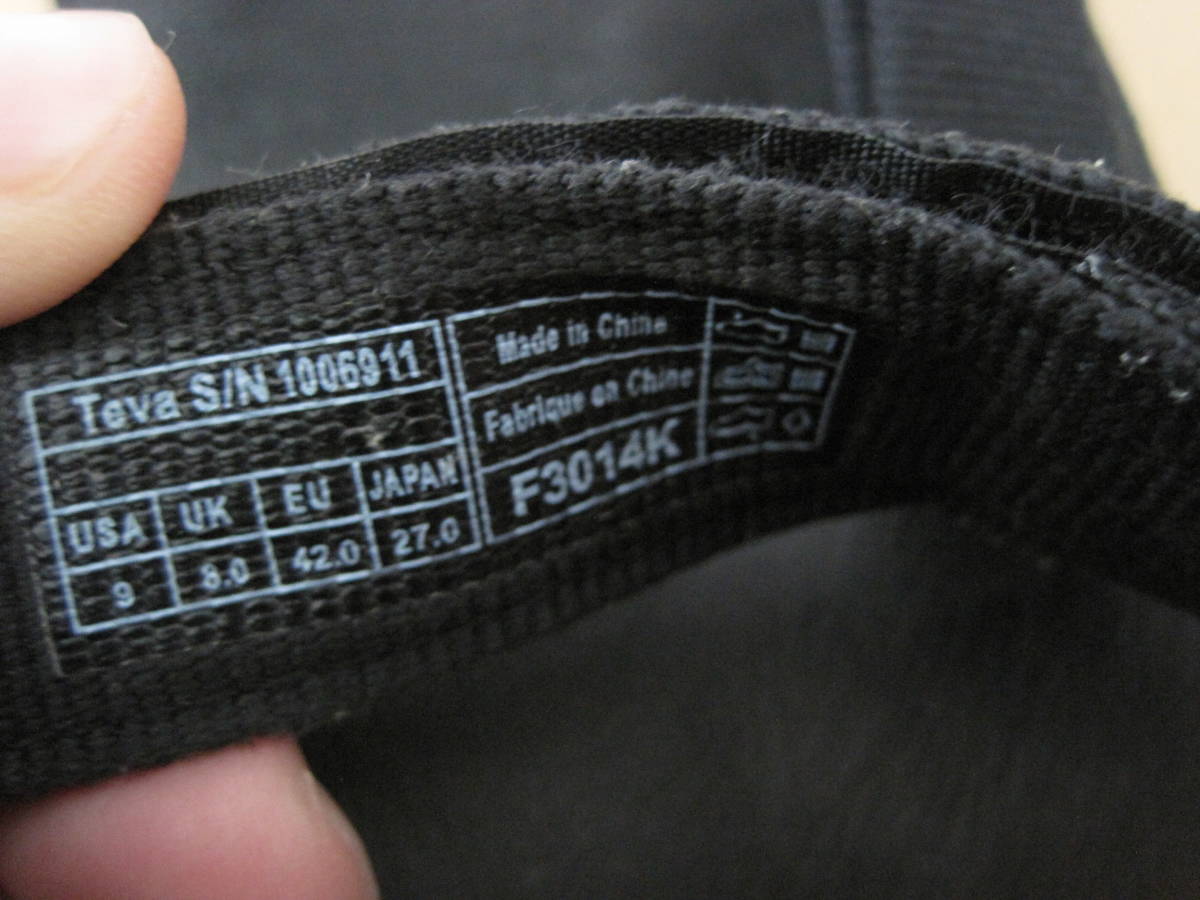 Teva S/N 1006911
USA UK EU JAPAN
9 8.0 42.0 27.0
Made in China
Fabrique en Chine
F3014K